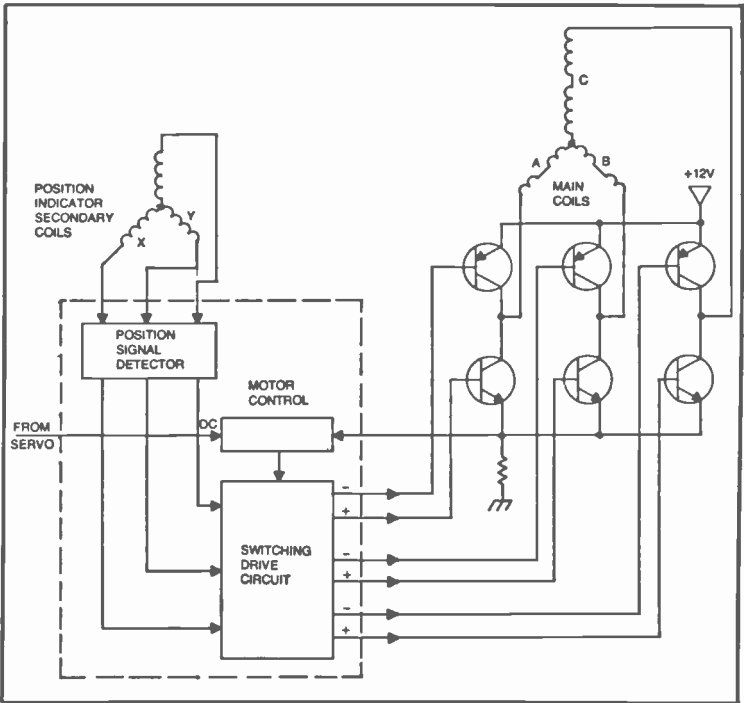 C
A
B
MAIN
COILS
+12V
POSITION
INDICATOR
SECONDARY
COILS
X
Y
POSITION
SIGNAL
DETECTOR
MOTOR
CONTROL
FROM
SERVO
DC
SWITCHING
DRIVE
CIRCUIT
-
+
-
+
-
+